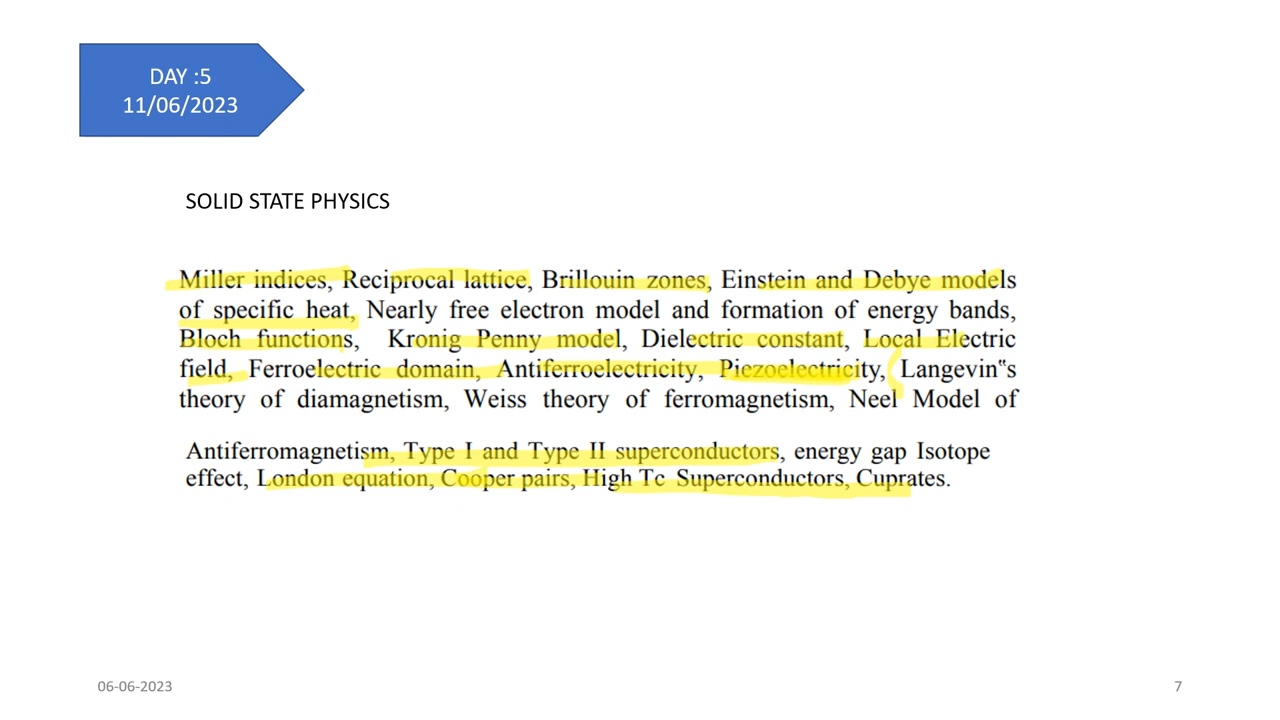 DAY :5
11/06/2023
SOLID STATE PHYSICS
Miller indices, Reciprocal lattice, Brillouin zones, Einstein and Debye models
of specific heat, Nearly free electron model and formation of energy bands,
Bloch functions, Kronig Penny model, Dielectric constant, Local Electric
field, Ferroelectric domain, Antiferroelectricity, Piezoelectricity, Langevin‟s
theory of diamagnetism, Weiss theory of ferromagnetism, Neel Model of
Antiferromagnetism, Type I and Type II superconductors, energy gap Isotope
effect, London equation, Cooper pairs, High Tc Superconductors, Cuprates.
06-06-2023
7